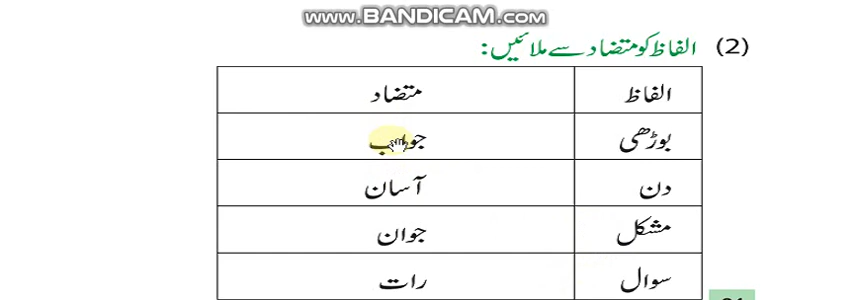 WWW.BANDICAM.COM
(2) الفاظ کو متضاد سے ملائیں:
الفاظ متضاد
بوڑھی جواب
دن آسان
مشکل جوان
سوال رات